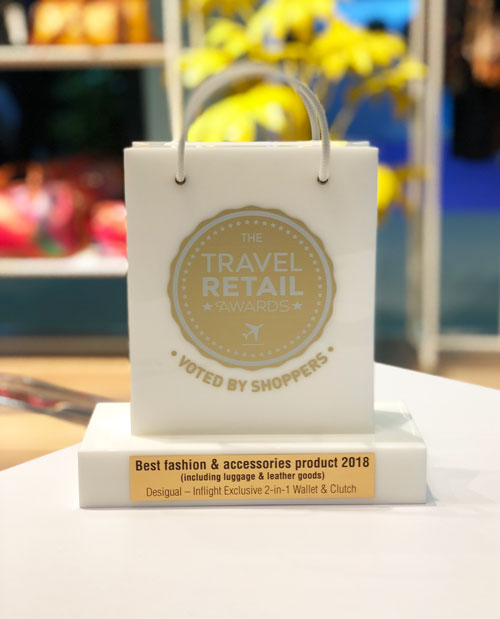 THE
TRAVEL
RETAIL
AWARDS
• VOTED BY SHOPPERS •
Best fashion & accessories product 2018
(including luggage & leather goods)
Desigual – Inflight Exclusive 2-in-1 Wallet & Clutch